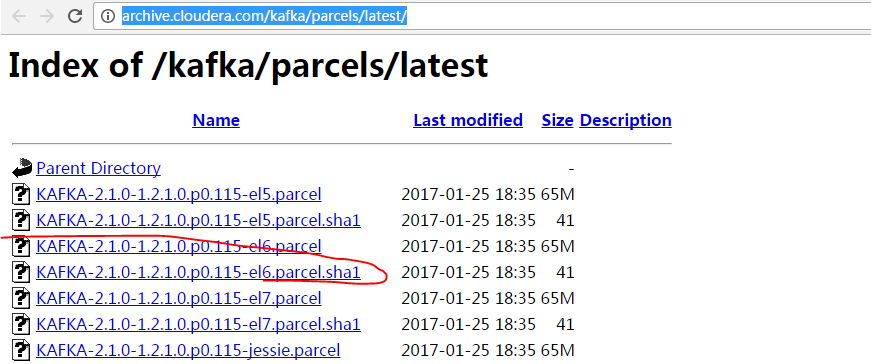 archive.cloudera.com/kafka/parcels/latest/
Index of /kafka/parcels/latest
Name Last modified Size Description
Parent Directory -
KAFKA-2.1.0-1.2.1.0.p0.115-el5.parcel 2017-01-25 18:35 65M
KAFKA-2.1.0-1.2.1.0.p0.115-el5.parcel.sha1 2017-01-25 18:35 41
KAFKA-2.1.0-1.2.1.0.p0.115-el6.parcel 2017-01-25 18:35 65M
KAFKA-2.1.0-1.2.1.0.p0.115-el6.parcel.sha1 2017-01-25 18:35 41
KAFKA-2.1.0-1.2.1.0.p0.115-el7.parcel 2017-01-25 18:35 65M
KAFKA-2.1.0-1.2.1.0.p0.115-el7.parcel.sha1 2017-01-25 18:35 41
KAFKA-2.1.0-1.2.1.0.p0.115-jessie.parcel 2017-01-25 18:35 65M